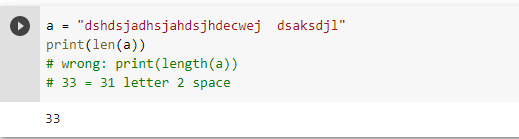 a = "dshdsjadhsjahdsjhdecwej  dsaksdjl"
print(len(a))
# wrong: print(length(a))
# 33 = 31 letter 2 space
33